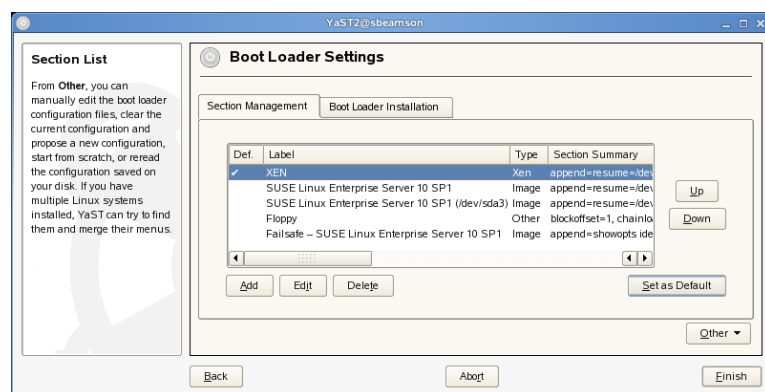 YaST2@sbearnson
Section List
From Other, you can
manually edit the boot loader
configuration files, clear the
current configuration and
propose a new configuration,
start from scratch, or reread
the configuration saved on
your disk. If you have
multiple Linux systems
installed, YaST can try to find
them and merge their menus.
Boot Loader Settings
Section Management Boot Loader Installation
Def. Label Type Section Summary
✔ XEN Xen append=resume=/dev
SUSE Linux Enterprise Server 10 SP1 Image append=resume=/dev
SUSE Linux Enterprise Server 10 SP1 (/dev/sda3) Image append=resume=/dev
Floppy Other blockoffset=1, chainloa
Failsafe – SUSE Linux Enterprise Server 10 SP1 Image append=showopts ide
Up
Down
Add Edit Delete Set as Default
Other
Back Abort Finish